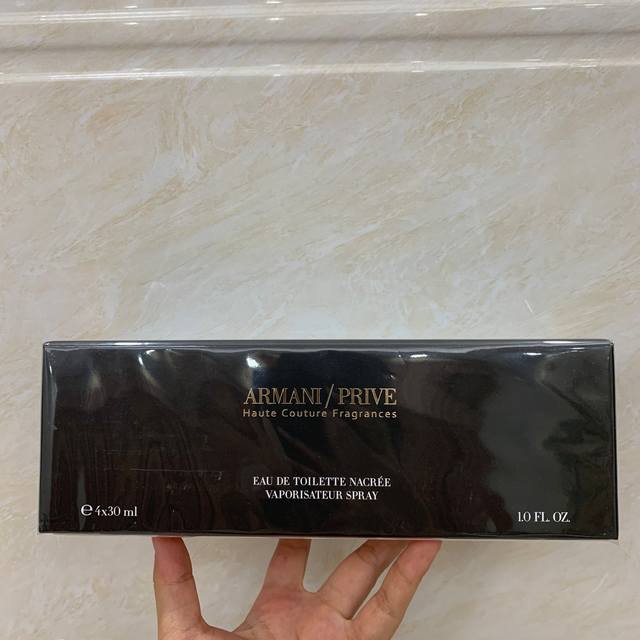 ARMANI/PRIVE
Haute Couture Fragrances
EAU DE TOILETTE NACRÉE
VAPORISATEUR SPRAY
℮4x30 ml
1.0 FL. OZ.